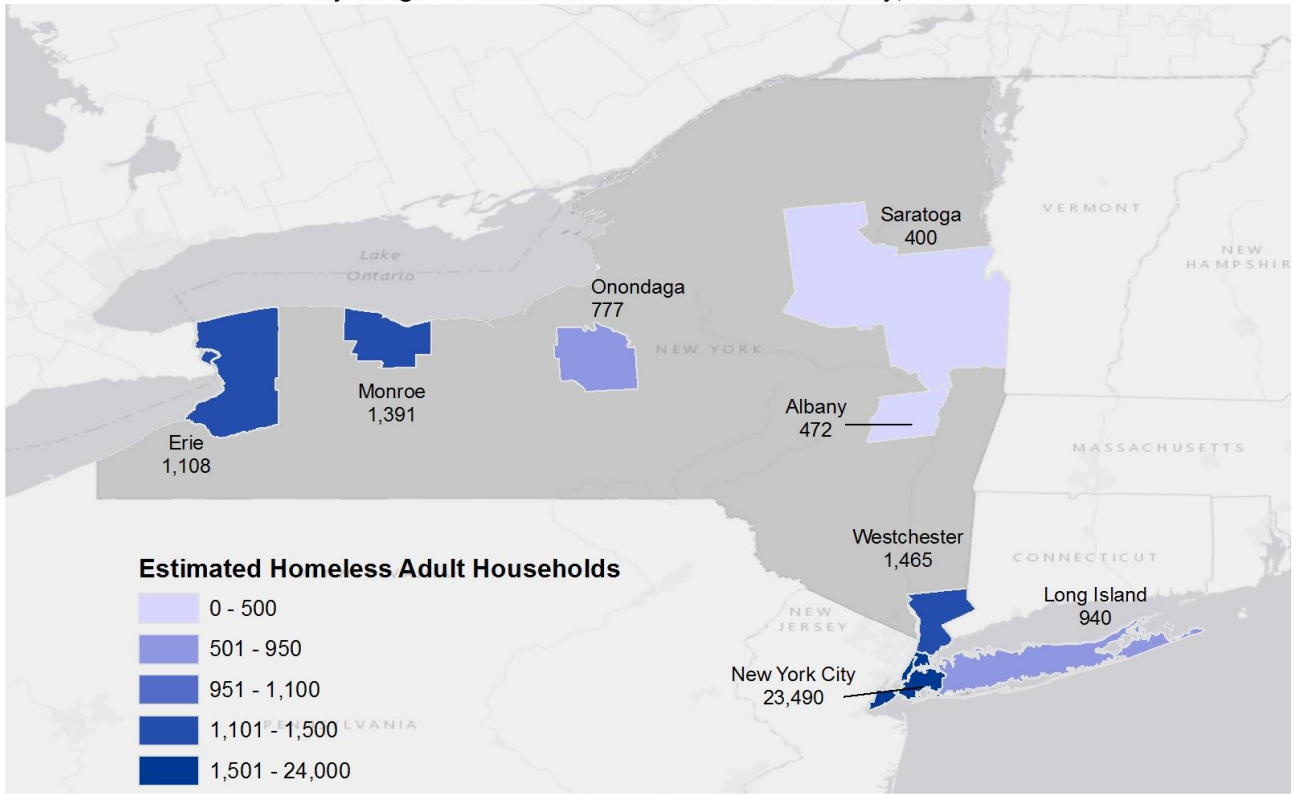 Lake
Ontario
Saratoga
400
VERMONT
NEW
HAMPSHIR
Onondaga
777
NEW YORK
Monroe
1,391
Albany
472
Erie
1,108
MASSACHUSETTS
Westchester
1,465
CONNECTICUT
Long Island
940
NEW
JERSEY
New York City
23,490
PENNSYLVANIA
Estimated Homeless Adult Households
0 - 500
501 - 950
951 - 1,100
1,101 - 1,500
1,501 - 24,000